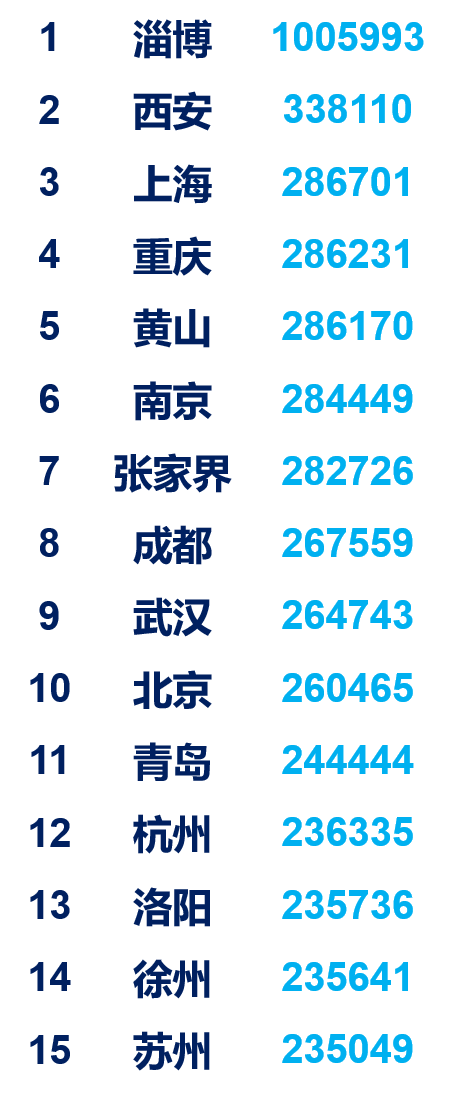 1 淄博 1005993
2 西安 338110
3 上海 286701
4 重庆 286231
5 黄山 286170
6 南京 284449
7 张家界 282726
8 成都 267559
9 武汉 264743
10 北京 260465
11 青岛 244444
12 杭州 236335
13 洛阳 235736
14 徐州 235641
15 苏州 235049